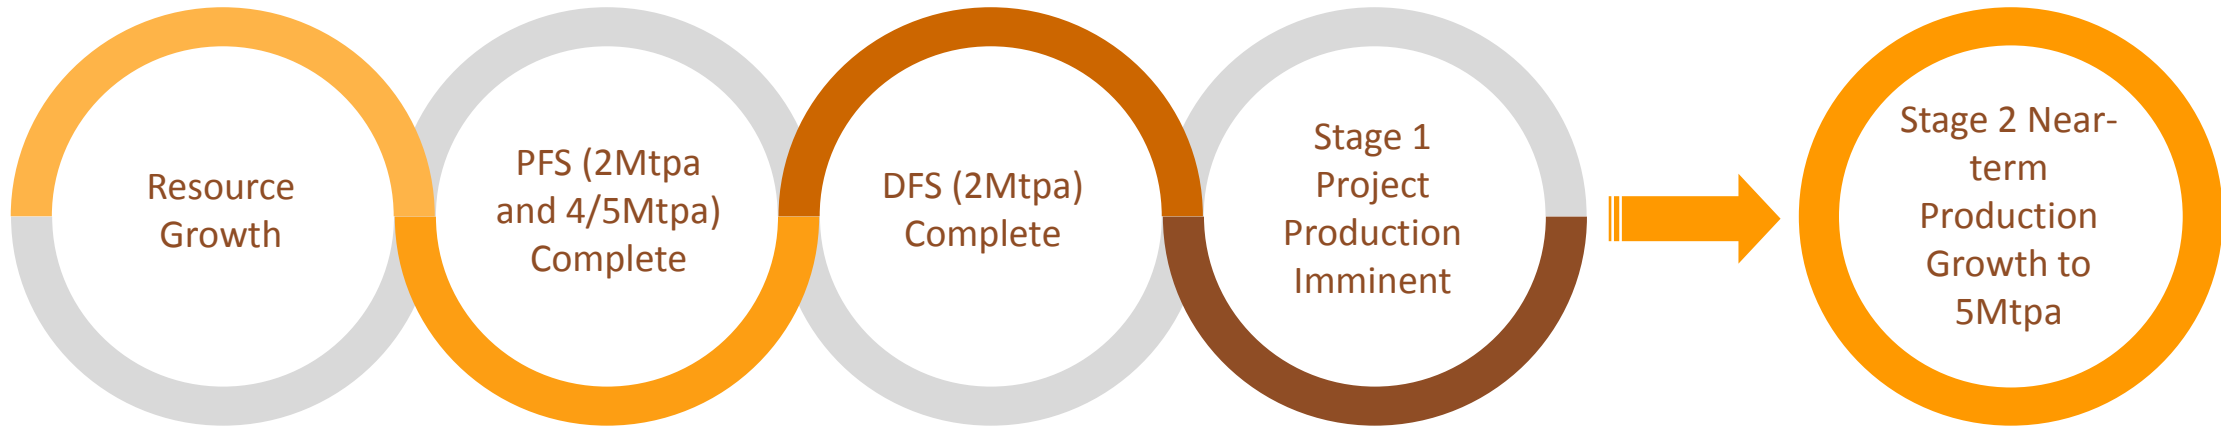 Resource
Growth
PFS (2Mtpa
and 4/5Mtpa)
Complete
DFS (2Mtpa)
Complete
Stage 1
Project
Production
Imminent
Stage 2 Near-
term
Production
Growth to
5Mtpa